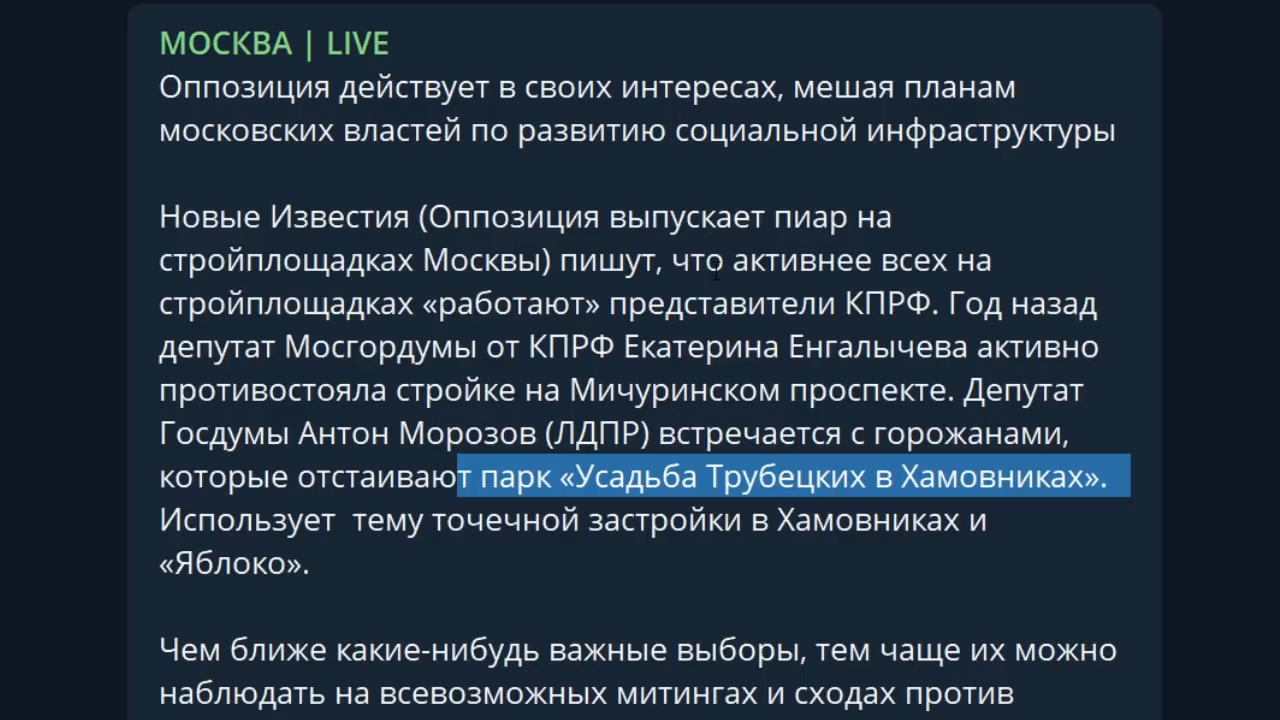 МОСКВА | LIVE
Оппозиция действует в своих интересах, мешая планам
московских властей по развитию социальной инфраструктуры
Новые Известия (Оппозиция выпускает пиар на
стройплощадках Москвы) пишут, что активнее всех на
стройплощадках «работают» представители КПРФ. Год назад
депутат Мосгордумы от КПРФ Екатерина Енгалычева активно
противостояла стройке на Мичуринском проспекте. Депутат
Госдумы Антон Морозов (ЛДПР) встречается с горожанами,
которые отстаивают парк «Усадьба Трубецких в Хамовниках».
Использует  тему точечной застройки в Хамовниках и
«Яблоко».
Чем ближе какие-нибудь важные выборы, тем чаще их можно
наблюдать на всевозможных митингах и сходах против